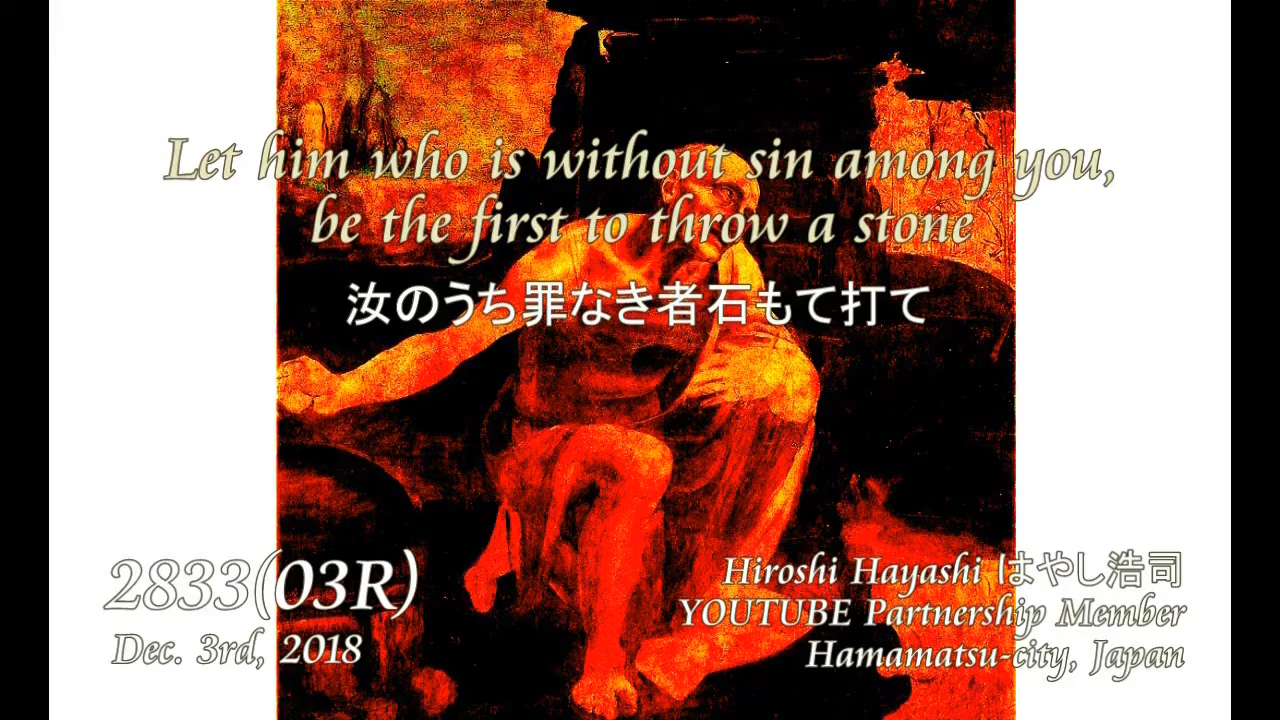 Let him who is without sin among you,
be the first to throw a stone
汝のうち罪なき者石もて打て
2833(03R)
Dec. 3rd, 2018
Hiroshi Hayashi はやし浩司
YOUTUBE Partnership Member
Hamamatsu-city, Japan